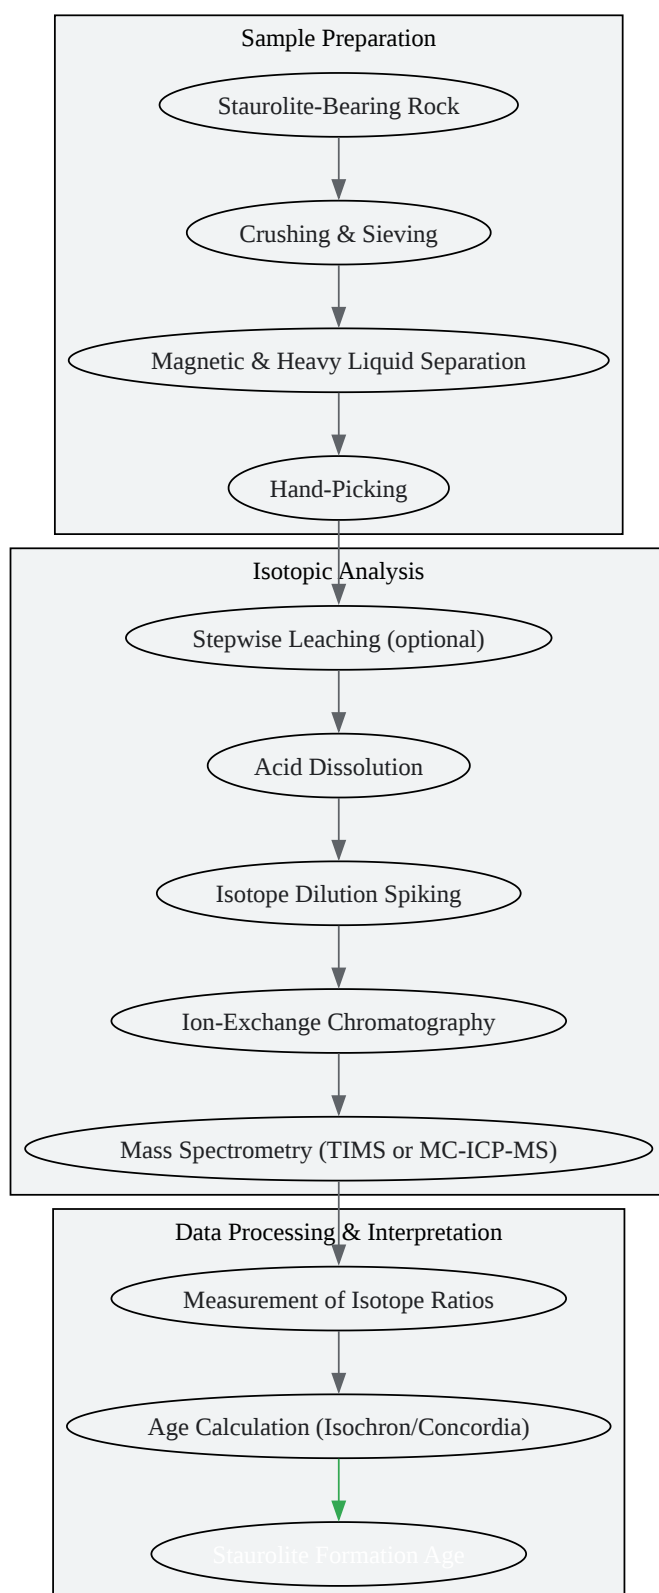 Sample Preparation
Staurolite-Bearing Rock
Crushing & Sieving
Magnetic & Heavy Liquid Separation
Hand-Picking
Isotopic Analysis
Stepwise Leaching (optional)
Acid Dissolution
Isotope Dilution Spiking
Ion-Exchange Chromatography
Mass Spectrometry (TIMS or MC-ICP-MS)
Data Processing & Interpretation
Measurement of Isotope Ratios
Age Calculation (Isochron/Concordia)
Staurolite Formation Age